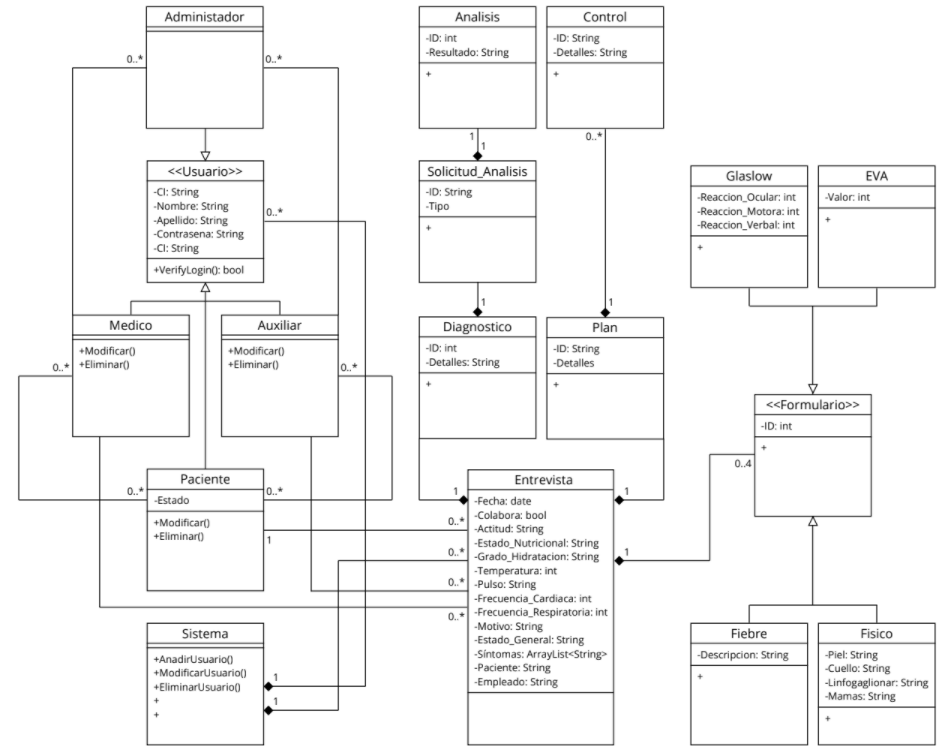 Administador
0..*
0..*
<<Usuario>>
-CI: String
-Nombre: String
-Apellido: String
-Contrasena: String
-CI: String
+VerifyLogin(): bool
0..*
Medico
+Modificar()
+Eliminar()
0..*
Auxiliar
+Modificar()
+Eliminar()
0..*
Paciente
-Estado
+Modificar()
+Eliminar()
0..*
0..*
1
Sistema
+AnadirUsuario()
+ModificarUsuario()
+EliminarUsuario()
+
+
1
1
Analisis
-ID: int
-Resultado: String
+
1
1
Solicitud_Analisis
-ID: String
-Tipo
+
1
Diagnostico
-ID: int
-Detalles: String
+
1
Control
-ID: String
-Detalles: String
+
0..*
1
Plan
-ID: String
-Detalles
+
1
Entrevista
-Fecha: date
-Colabora: bool
-Actitud: String
-Estado_Nutricional: String
-Grado_Hidratacion: String
-Temperatura: int
-Pulso: String
-Frecuencia_Cardiaca: int
-Frecuencia_Respiratoria: int
-Motivo: String
-Estado_General: String
-Síntomas: ArrayList<String>
-Paciente: String
-Empleado: String
0..*
0..*
0..*
0..*
1
Glaslow
-Reaccion_Ocular: int
-Reaccion_Motora: int
-Reaccion_Verbal: int
+
EVA
-Valor: int
+
<<Formulario>>
-ID: int
+
0..4
Fiebre
-Descripcion: String
+
Fisico
-Piel: String
-Cuello: String
-Linfogaglionar: String
-Mamas: String
+